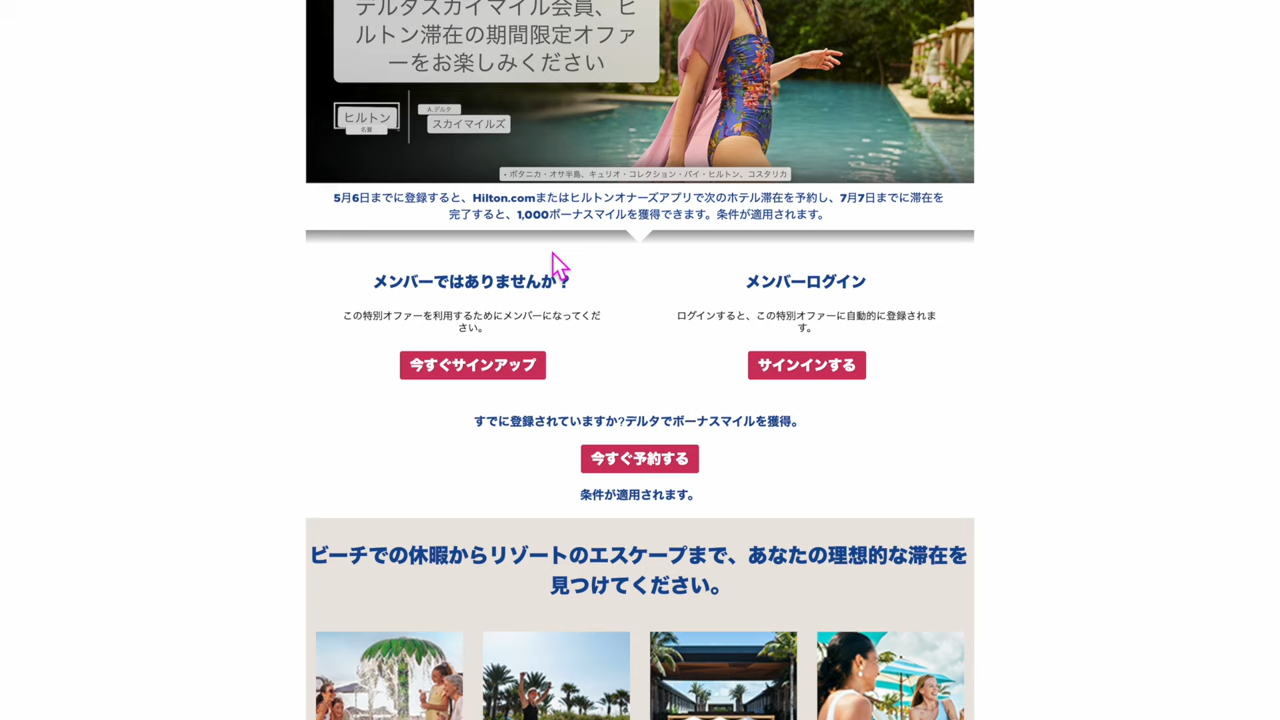 デルタスカイマイル会員、ヒ
ルトン滞在の期間限定オファ
ーをお楽しみください
ヒルトン
名誉
A.デルタ
スカイマイルズ
• ボタニカ・オサ半島、キュリオ・コレクション・バイ・ヒルトン、コスタリカ
5月6日までに登録すると、Hilton.comまたはヒルトンオナーズアプリで次のホテル滞在を予約し、7月7日までに滞在を
完了すると、1,000ボーナスマイルを獲得できます。条件が適用されます。
メンバーではありませんか?
この特別オファーを利用するためにメンバーになってくだ
さい。
今すぐサインアップ
メンバーログイン
ログインすると、この特別オファーに自動的に登録されま
す。
サインインする
すでに登録されていますか?デルタでボーナスマイルを獲得。
今すぐ予約する
条件が適用されます。
ビーチでの休暇からリゾートのエスケープまで、あなたの理想的な滞在を
見つけてください。